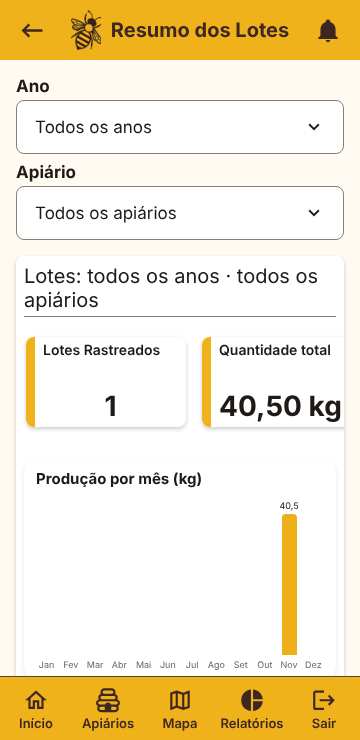 Resumo dos Lotes
Ano
Todos os anos
Apiário
Todos os apiários
Lotes: todos os anos · todos os
apiários
Lotes Rastreados
Quantidade total
1
40,50 kg
Produção por mês (kg)
40,5
Jan Fev Mar Abr Mai Jun Jul Ago Set Out Nov Dez
Início Apiários Mapa Relatórios Sair